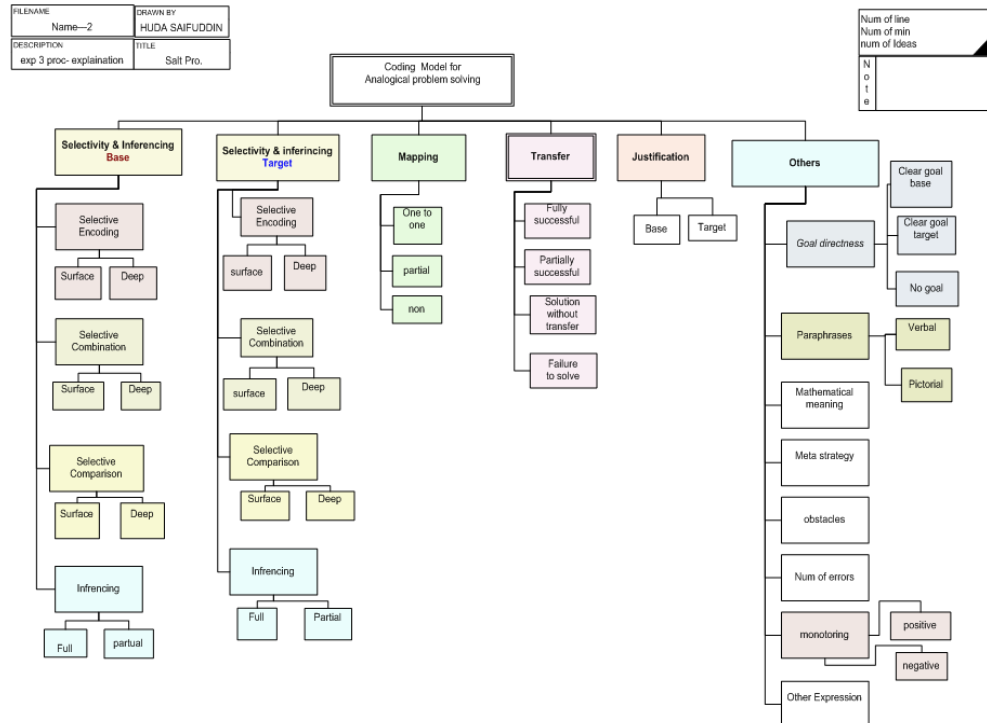 FILENAME
Name—2
DRAWN BY
HUDA SAIFUDDIN
DESCRIPTION
exp 3 proc- explaination
TITLE
Salt Pro.
Num of line
Num of min
num of Ideas
N
o
t
e
Coding Model for
Analogical problem solving
Selectivity & Inferencing
Base
Selective
Encoding
Surface
Deep
Selective
Combination
Surface
Deep
Selective
Comparison
Surface
Deep
Infrencing
Full
partual
Selectivity & inferincing
Target
Selective
Encoding
surface
Deep
Selective
Combination
surface
Deep
Selective
Comparison
Surface
Deep
Infrencing
Full
Partial
Mapping
One to
one
partial
non
Transfer
Fully
successful
Partially
successful
Solution
without
transfer
Failure
to solve
Justification
Base
Target
Others
Goal directness
Clear goal
base
Clear goal
target
No goal
Paraphrases
Verbal
Pictorial
Mathematical
meaning
Meta strategy
obstacles
Num of errors
monotoring
positive
negative
Other Expression